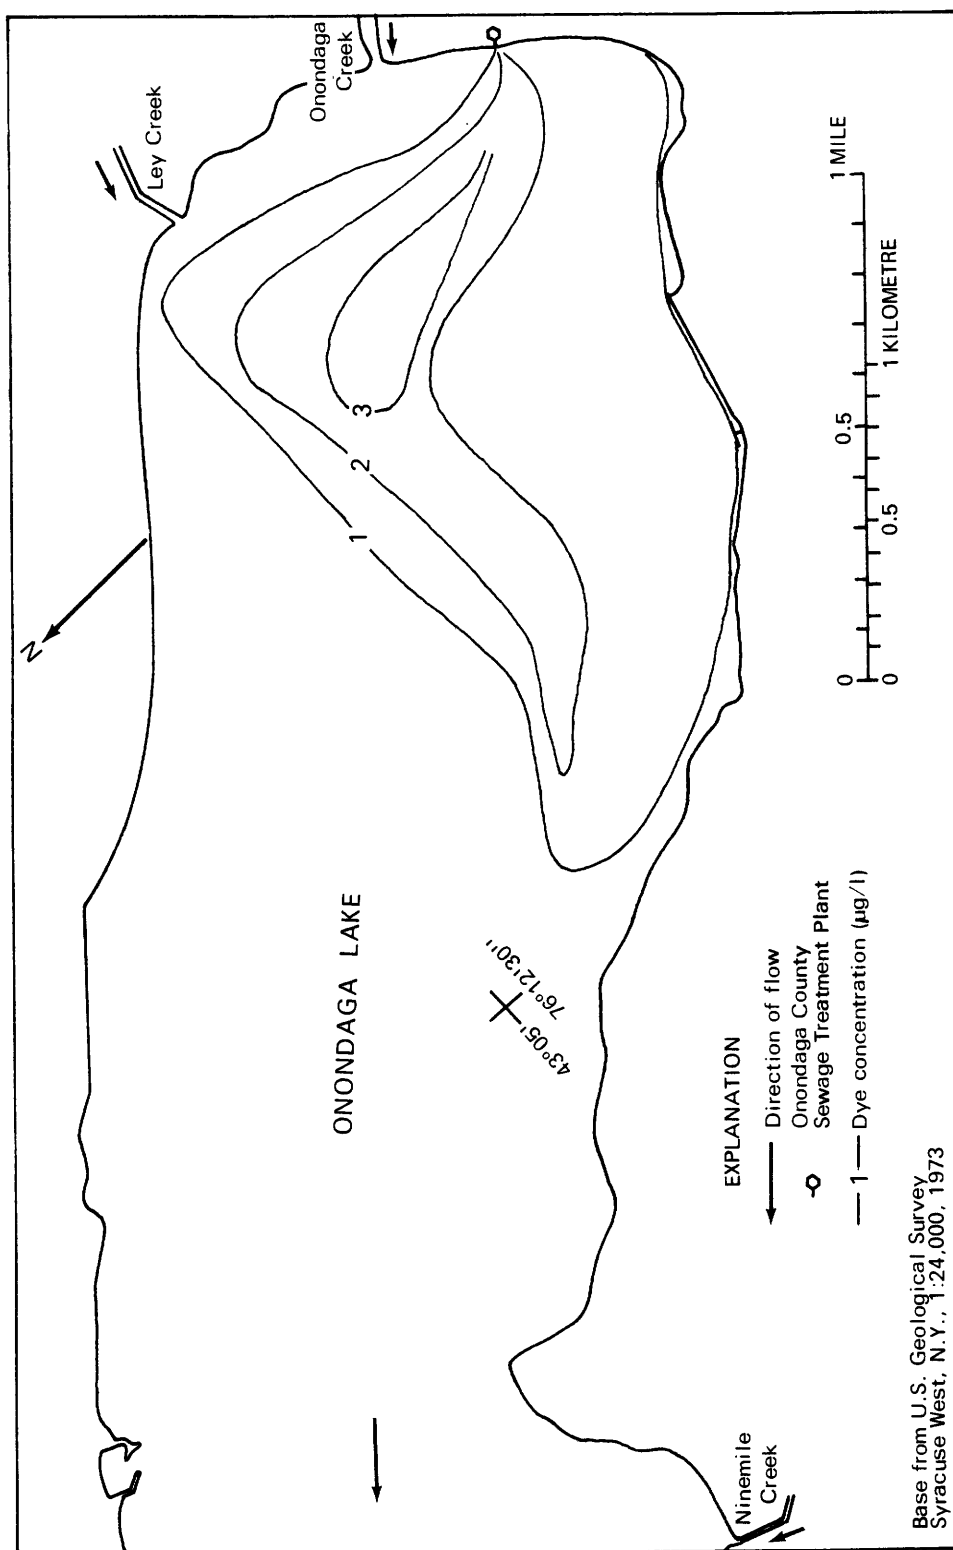 Onondaga
Creek
Ley Creek
N
1
2
3
ONONDAGA LAKE
43°05'
76°12'30"
Ninemile
Creek
EXPLANATION
Direction of flow
Onondaga County
Sewage Treatment Plant
1 Dye concentration (µg/l)
0 0.5 1 MILE
0 0.5 1 KILOMETRE
Base from U.S. Geological Survey
Syracuse West, N.Y., 1:24,000, 1973